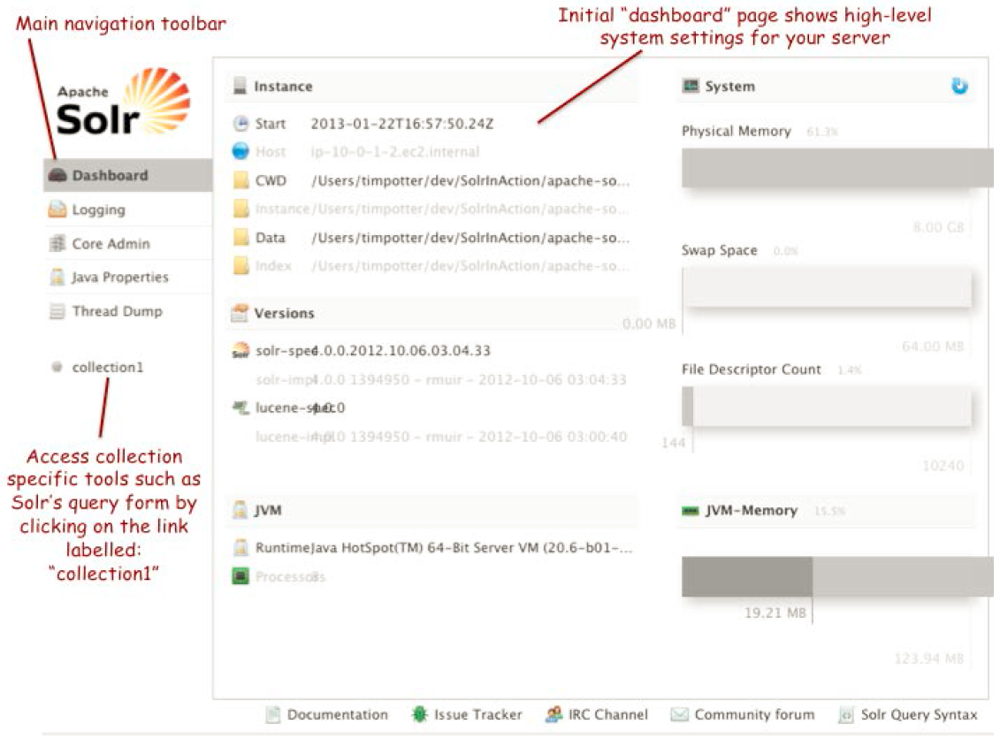 Main navigation toolbar
Initial “dashboard” page shows high-level
system settings for your server
Apache
Solr
Dashboard
Logging
Core Admin
Java Properties
Thread Dump
collection1
Access collection
specific tools such as
Solr's query form by
clicking on the link
labelled:
“collection1”
Instance
Start 2013-01-22T16:57:50.24Z
Host ip-10-0-1-2.ec2.internal
CWD /Users/timpotter/dev/SolrInAction/apache-so...
Instance /Users/timpotter/dev/SolrInAction/apache-so...
Data /Users/timpotter/dev/SolrInAction/apache-so...
Index /Users/timpotter/dev/SolrInAction/apache-so...
Versions
solr-spec 4.0.0.2012.10.06.03.04.33
solr-impl 4.0.0 1394950 - rmuir - 2012-10-06 03:04:33
lucene-spec 4.0.0
lucene-impl 4.0.0 1394950 - rmuir - 2012-10-06 03:00:40
JVM
Runtime Java HotSpot(TM) 64-Bit Server VM (20.6-b01-...
Processors 8
System
Physical Memory 61.3%
8.00 GB
Swap Space 0.0%
0.00 MB
64.00 MB
File Descriptor Count 1.4%
144
10240
JVM-Memory 15.5%
19.21 MB
123.94 MB
Documentation Issue Tracker IRC Channel Community forum Solr Query Syntax